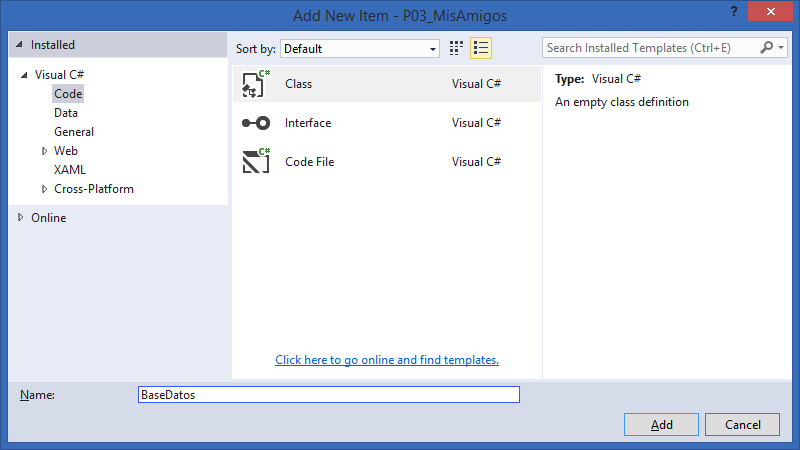 Add New Item - P03_MisAmigos
?
Installed
Sort by: Default
Search Installed Templates (Ctrl+E)
Visual C#
Code
Data
General
Web
XAML
Cross-Platform
Online
C# Class Visual C#
Interface Visual C#
C# Code File Visual C#
Type: Visual C#
An empty class definition
Click here to go online and find templates.
Name: BaseDatos
Add Cancel